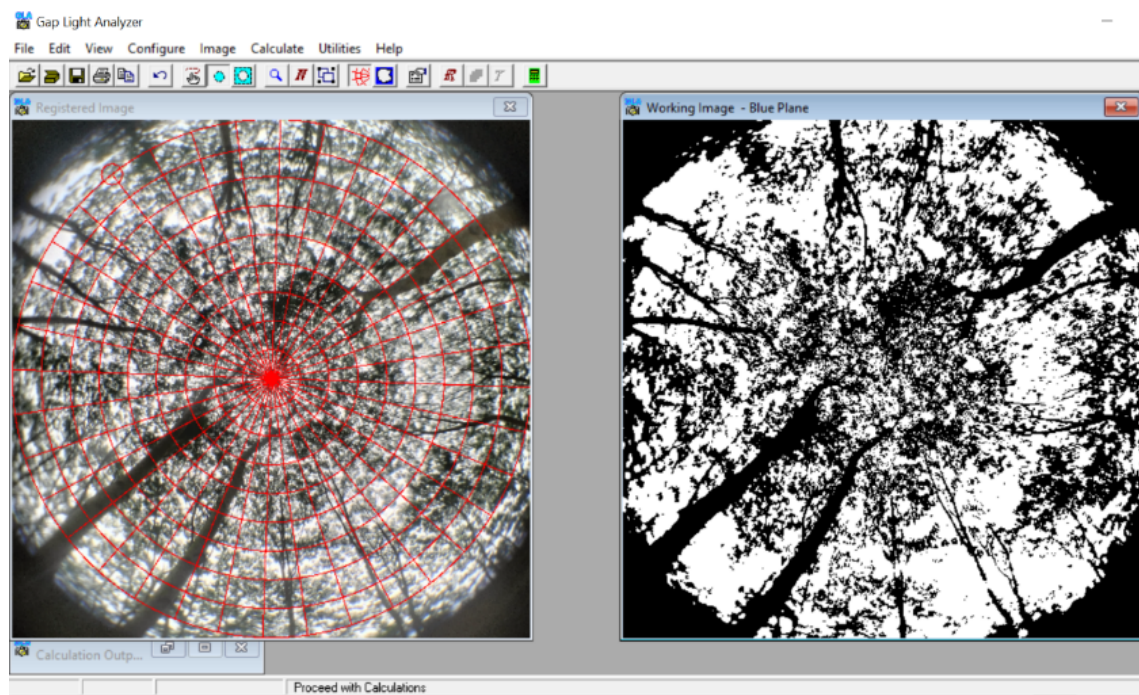 Gap Light Analyzer
File Edit View Configure Image Calculate Utilities Help
Registered Image
Working Image - Blue Plane
Calculation Outp...
Proceed with Calculations